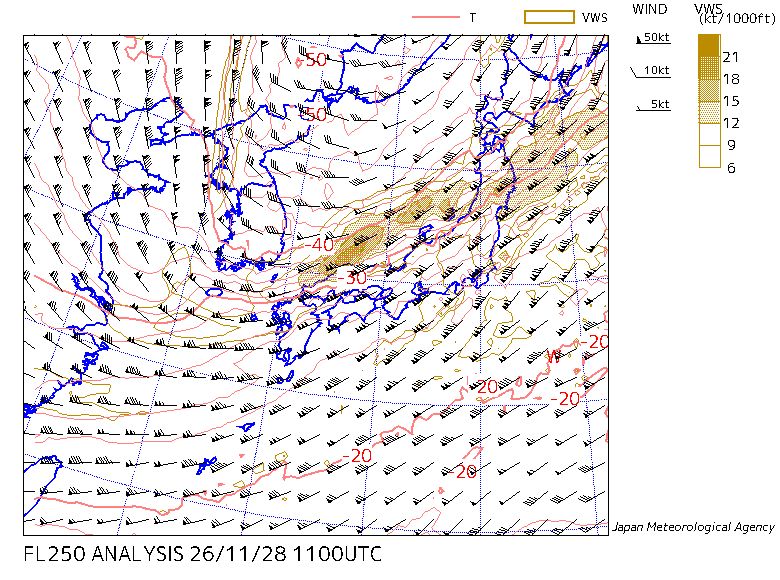 T VWS WIND VWS
(kt/1000ft)
50kt
10kt
5kt
21
18
15
12
9
6
-50
-50
-40
-30
-20
W
-20
-20
-20
-20
Japan Meteorological Agency
FL250 ANALYSIS 26/11/28 1100UTC